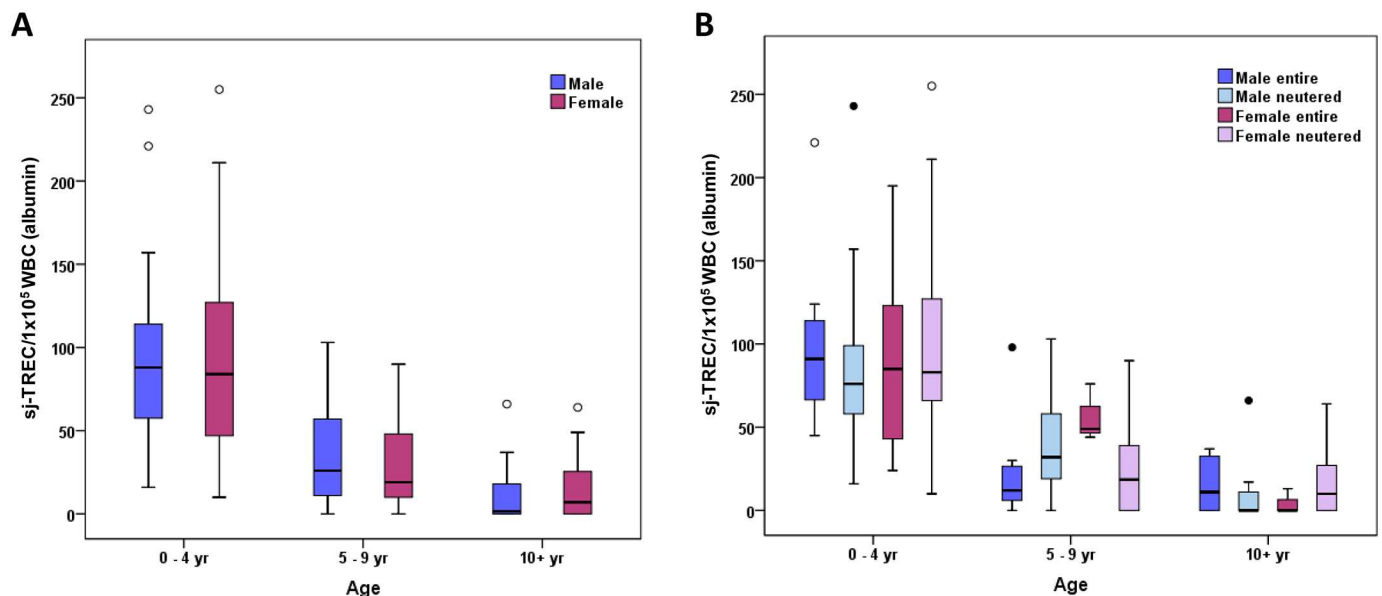 A
sj-TREC/1x10⁵ WBC (albumin)
250
200
150
100
50
0
Male
Female
0 - 4 yr
5 - 9 yr
10+ yr
Age
B
sj-TREC/1x10⁵ WBC (albumin)
250
200
150
100
50
0
Male entire
Male neutered
Female entire
Female neutered
0 - 4 yr
5 - 9 yr
10+ yr
Age